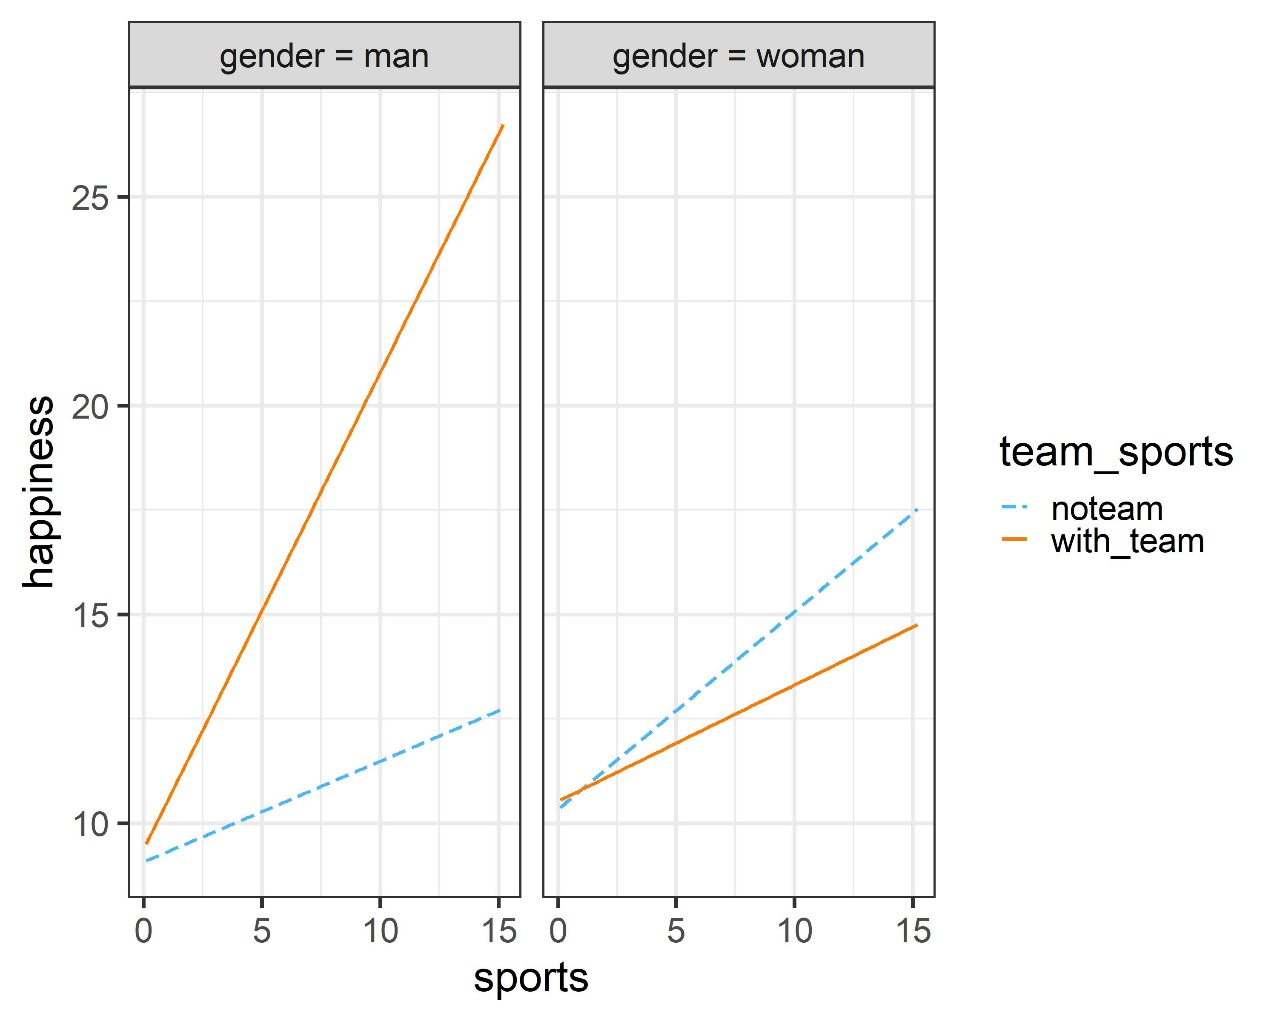 gender = man
gender = woman
25
20
15
10
happiness
0 5 10 15
0 5 10 15
sports
team_sports
noteam
with_team